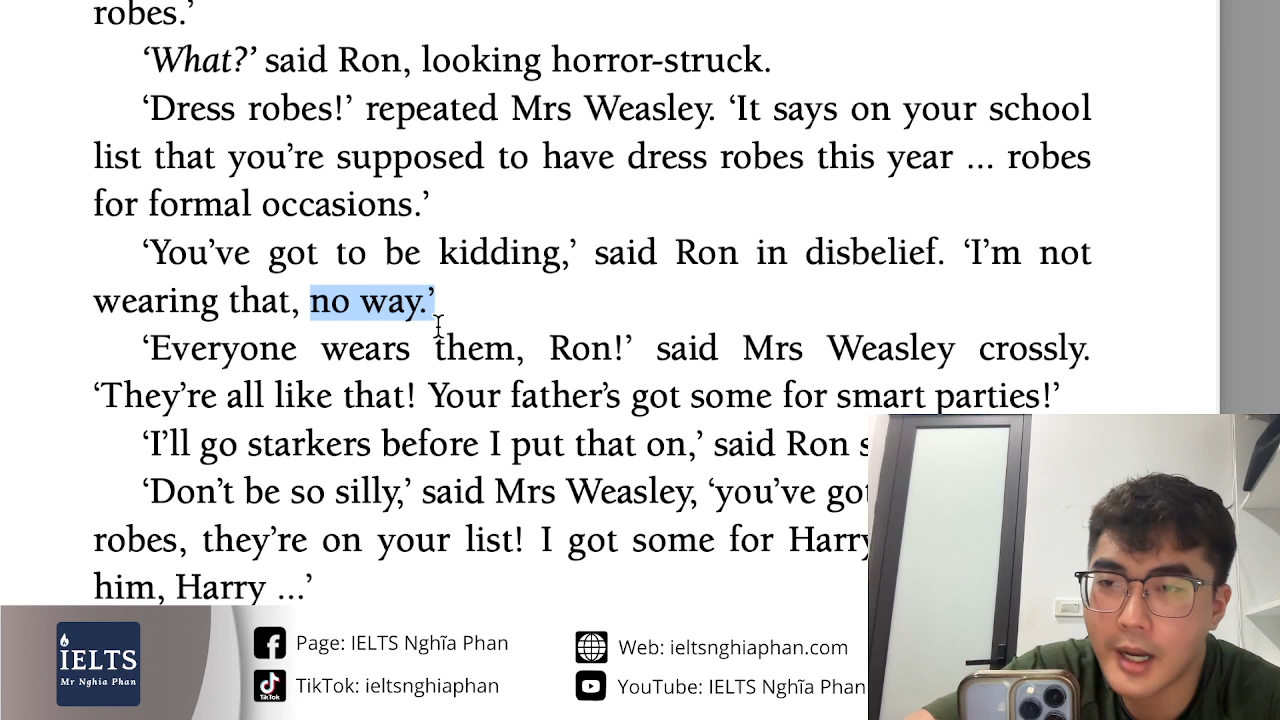 robes.’
‘What?’ said Ron, looking horror-struck.
‘Dress robes!’ repeated Mrs Weasley. ‘It says on your school
list that you’re supposed to have dress robes this year ... robes
for formal occasions.’
‘You’ve got to be kidding,’ said Ron in disbelief. ‘I’m not
wearing that, no way.’
‘Everyone wears them, Ron!’ said Mrs Weasley crossly.
‘They’re all like that! Your father’s got some for smart parties!’
‘I’ll go starkers before I put that on,’ said Ron s
‘Don’t be so silly,’ said Mrs Weasley, ‘you’ve got
robes, they’re on your list! I got some for Harry
him, Harry ...’
IELTS
Mr Nghia Phan
Page: IELTS Nghĩa Phan
TikTok
TikTok: ieltsnghiaphan
Web: ieltsnghiaphan.com
YouTube: IELTS Nghĩa Phan